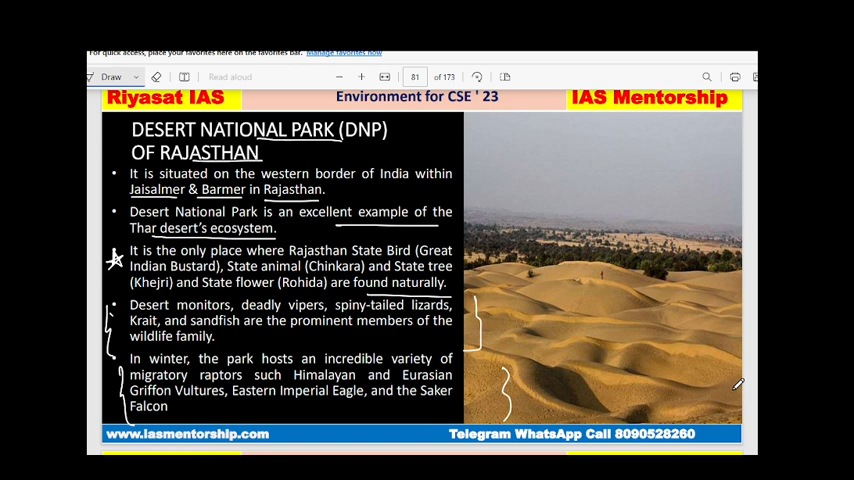 For quick access, place your favorites here on the favorites bar. Manage favorites now
Draw
Read aloud
81 of 173
Riyasat IAS
Environment for CSE ' 23
IAS Mentorship
DESERT NATIONAL PARK (DNP)
OF RAJASTHAN
• It is situated on the western border of India within
Jaisalmer & Barmer in Rajasthan.
• Desert National Park is an excellent example of the
Thar desert's ecosystem.
It is the only place where Rajasthan State Bird (Great
Indian Bustard), State animal (Chinkara) and State tree
(Khejri) and State flower (Rohida) are found naturally.
• Desert monitors, deadly vipers, spiny-tailed lizards,
Krait, and sandfish are the prominent members of the
wildlife family.
• In winter, the park hosts an incredible variety of
migratory raptors such Himalayan and Eurasian
Griffon Vultures, Eastern Imperial Eagle, and the Saker
Falcon
www.iasmentorship.com
Telegram WhatsApp Call 8090528260